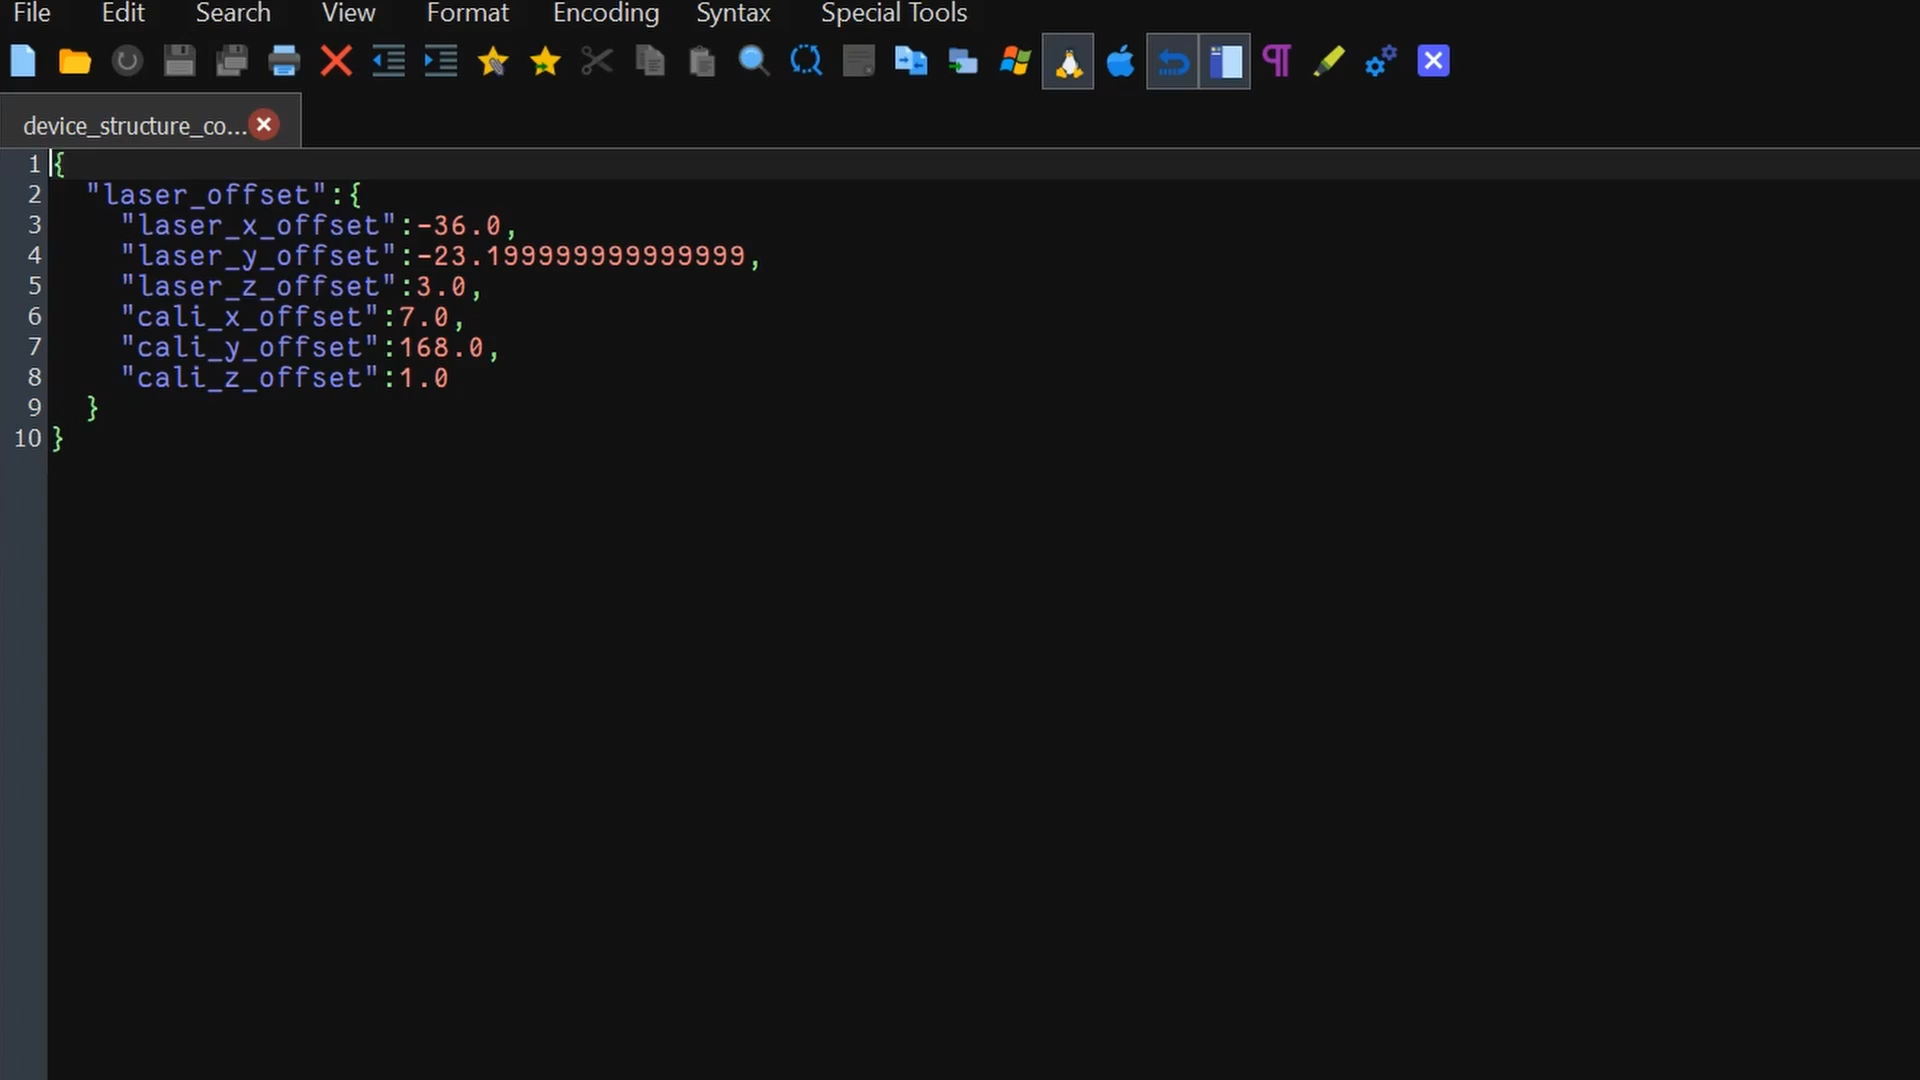 File Edit Search View Format Encoding Syntax Special Tools
device_structure_co...
1 {
2 "laser_offset":{
3 "laser_x_offset":-36.0,
4 "laser_y_offset":-23.199999999999999,
5 "laser_z_offset":3.0,
6 "cali_x_offset":7.0,
7 "cali_y_offset":168.0,
8 "cali_z_offset":1.0
9 }
10 }